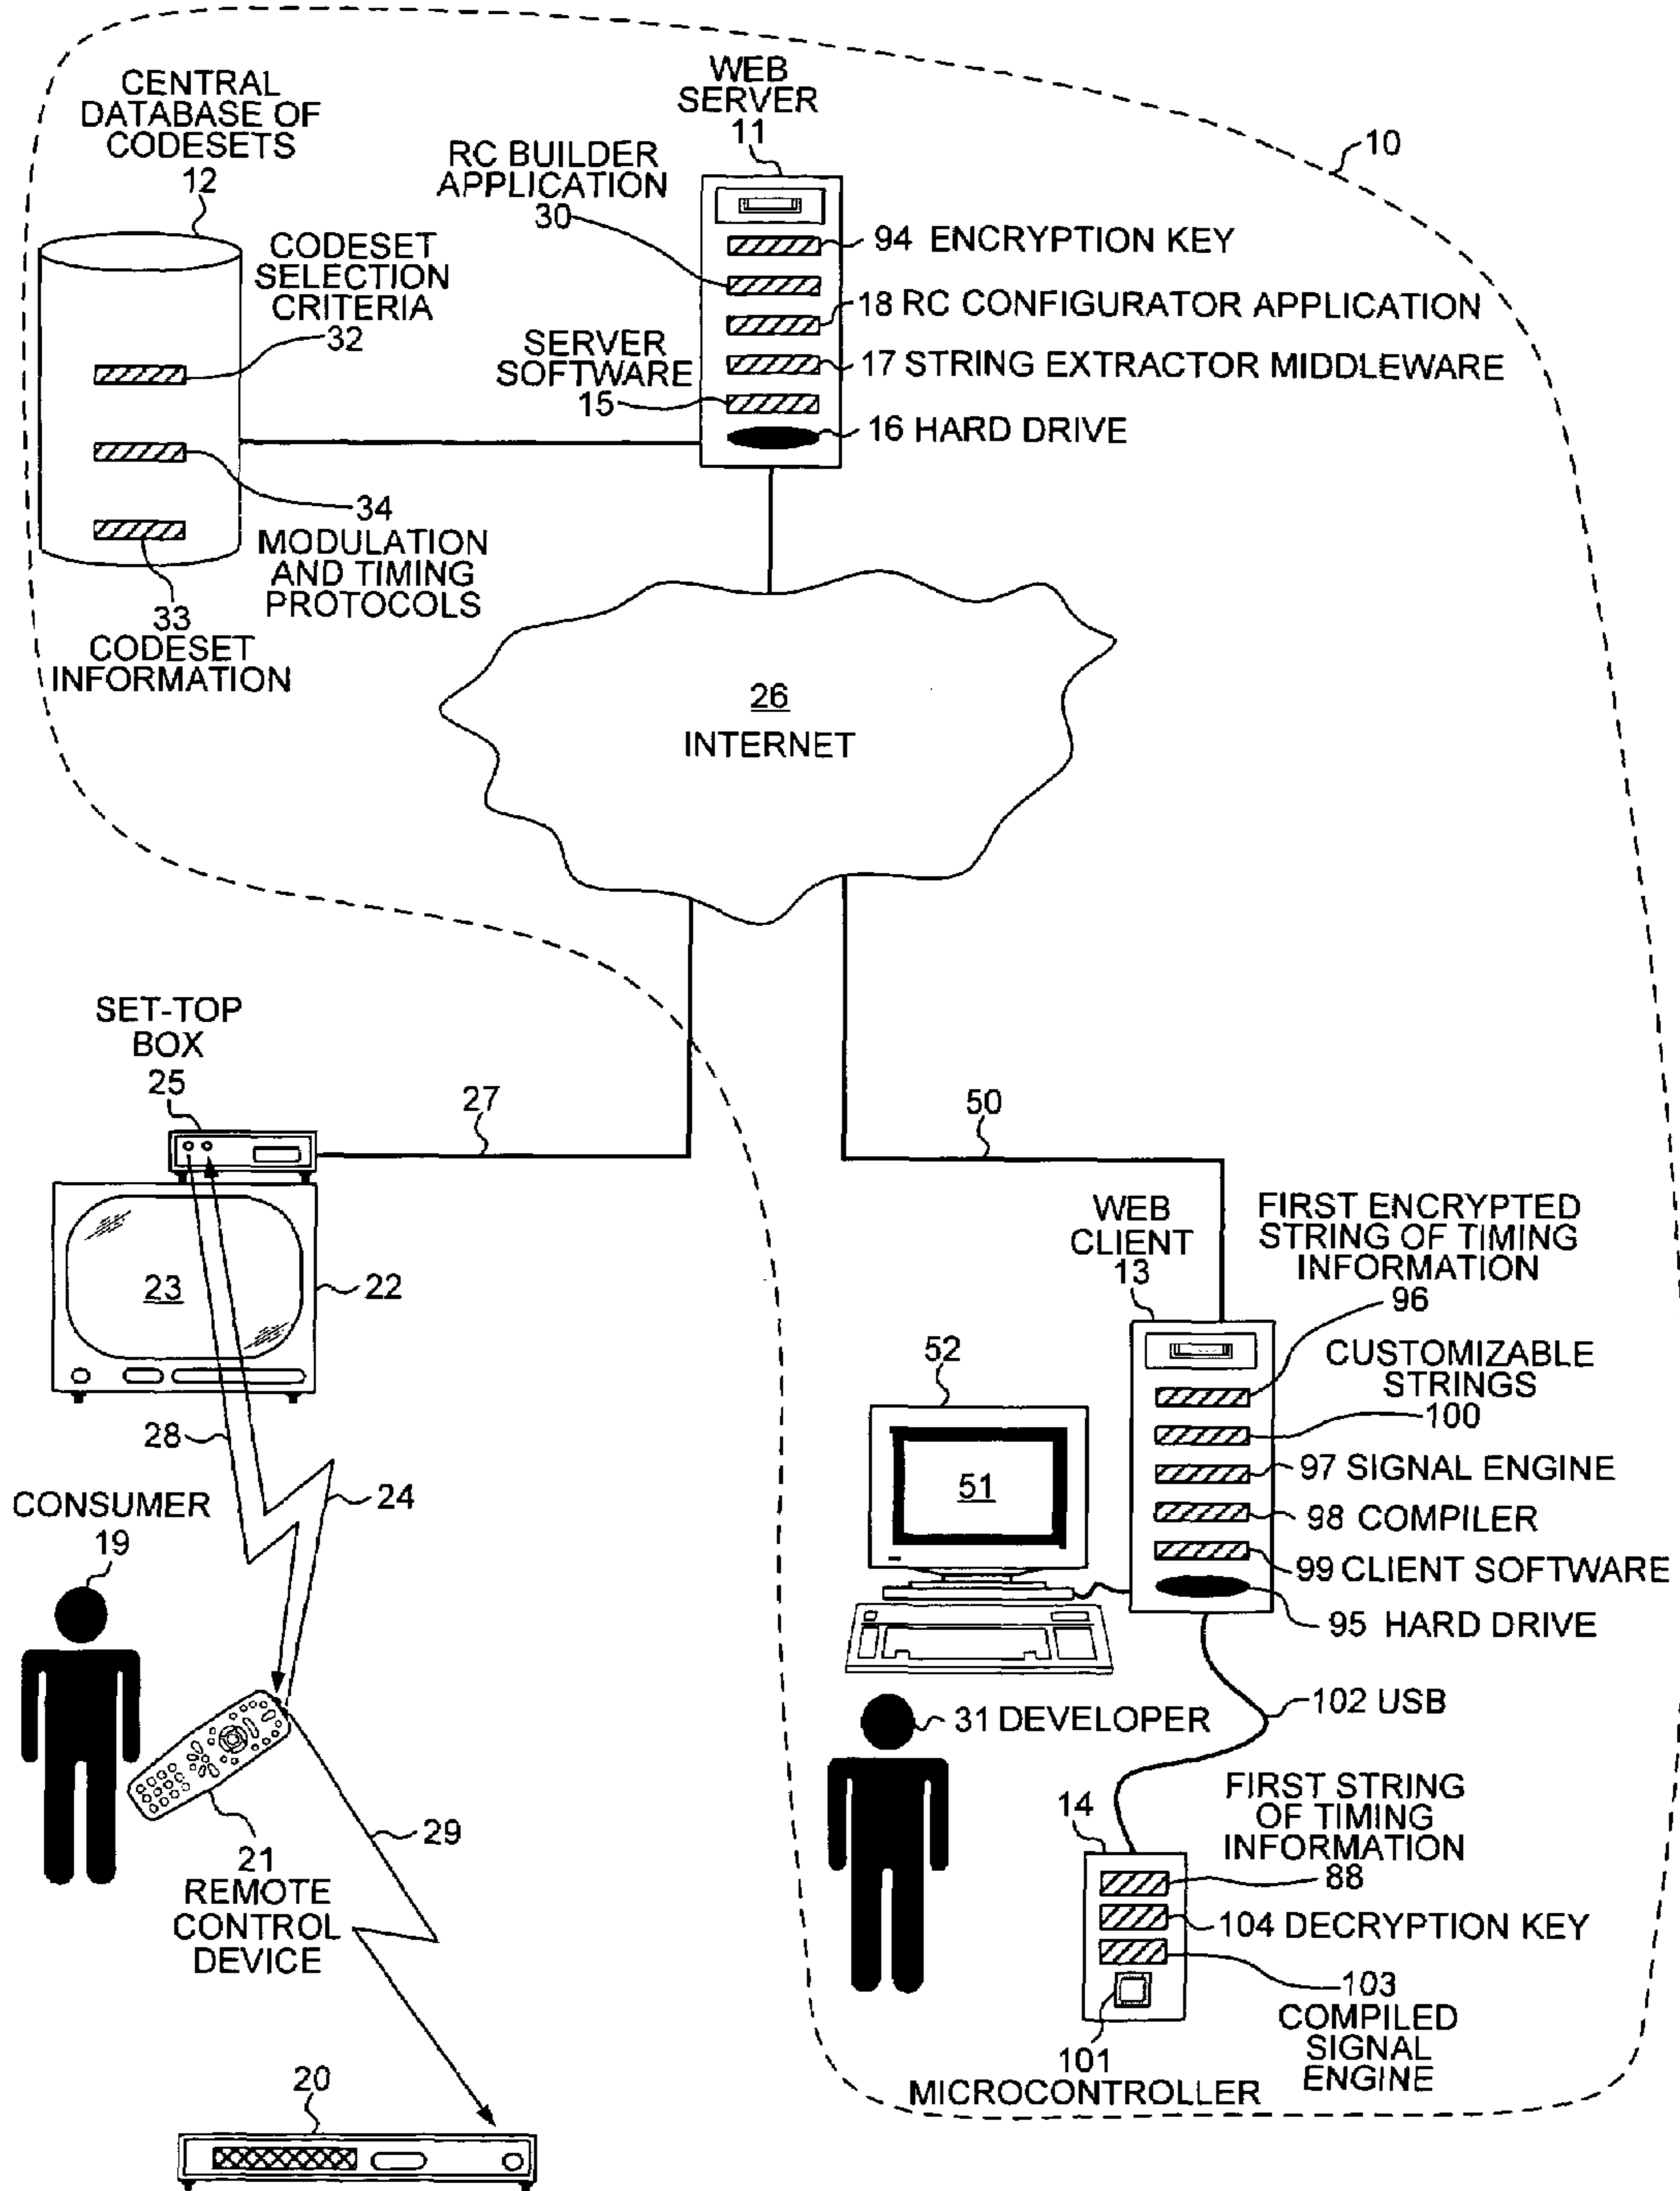 CENTRAL
DATABASE OF
CODESETS
12
WEB
SERVER
11
10
RC BUILDER
APPLICATION
30
94 ENCRYPTION KEY
CODESET
SELECTION
CRITERIA
32
18 RC CONFIGURATOR APPLICATION
SERVER
SOFTWARE
15
17 STRING EXTRACTOR MIDDLEWARE
16 HARD DRIVE
34
MODULATION
AND TIMING
PROTOCOLS
33
CODESET
INFORMATION
26
INTERNET
SET-TOP
BOX
25
27
50
23
22
WEB
CLIENT
13
FIRST ENCRYPTED
STRING OF TIMING
INFORMATION
96
CUSTOMIZABLE
STRINGS
100
52
51
97 SIGNAL ENGINE
98 COMPILER
99 CLIENT SOFTWARE
95 HARD DRIVE
28
24
CONSUMER
19
102 USB
31 DEVELOPER
29
21
REMOTE
CONTROL
DEVICE
14
FIRST STRING
OF TIMING
INFORMATION
88
104 DECRYPTION KEY
103
COMPILED
SIGNAL
ENGINE
101
MICROCONTROLLER
20